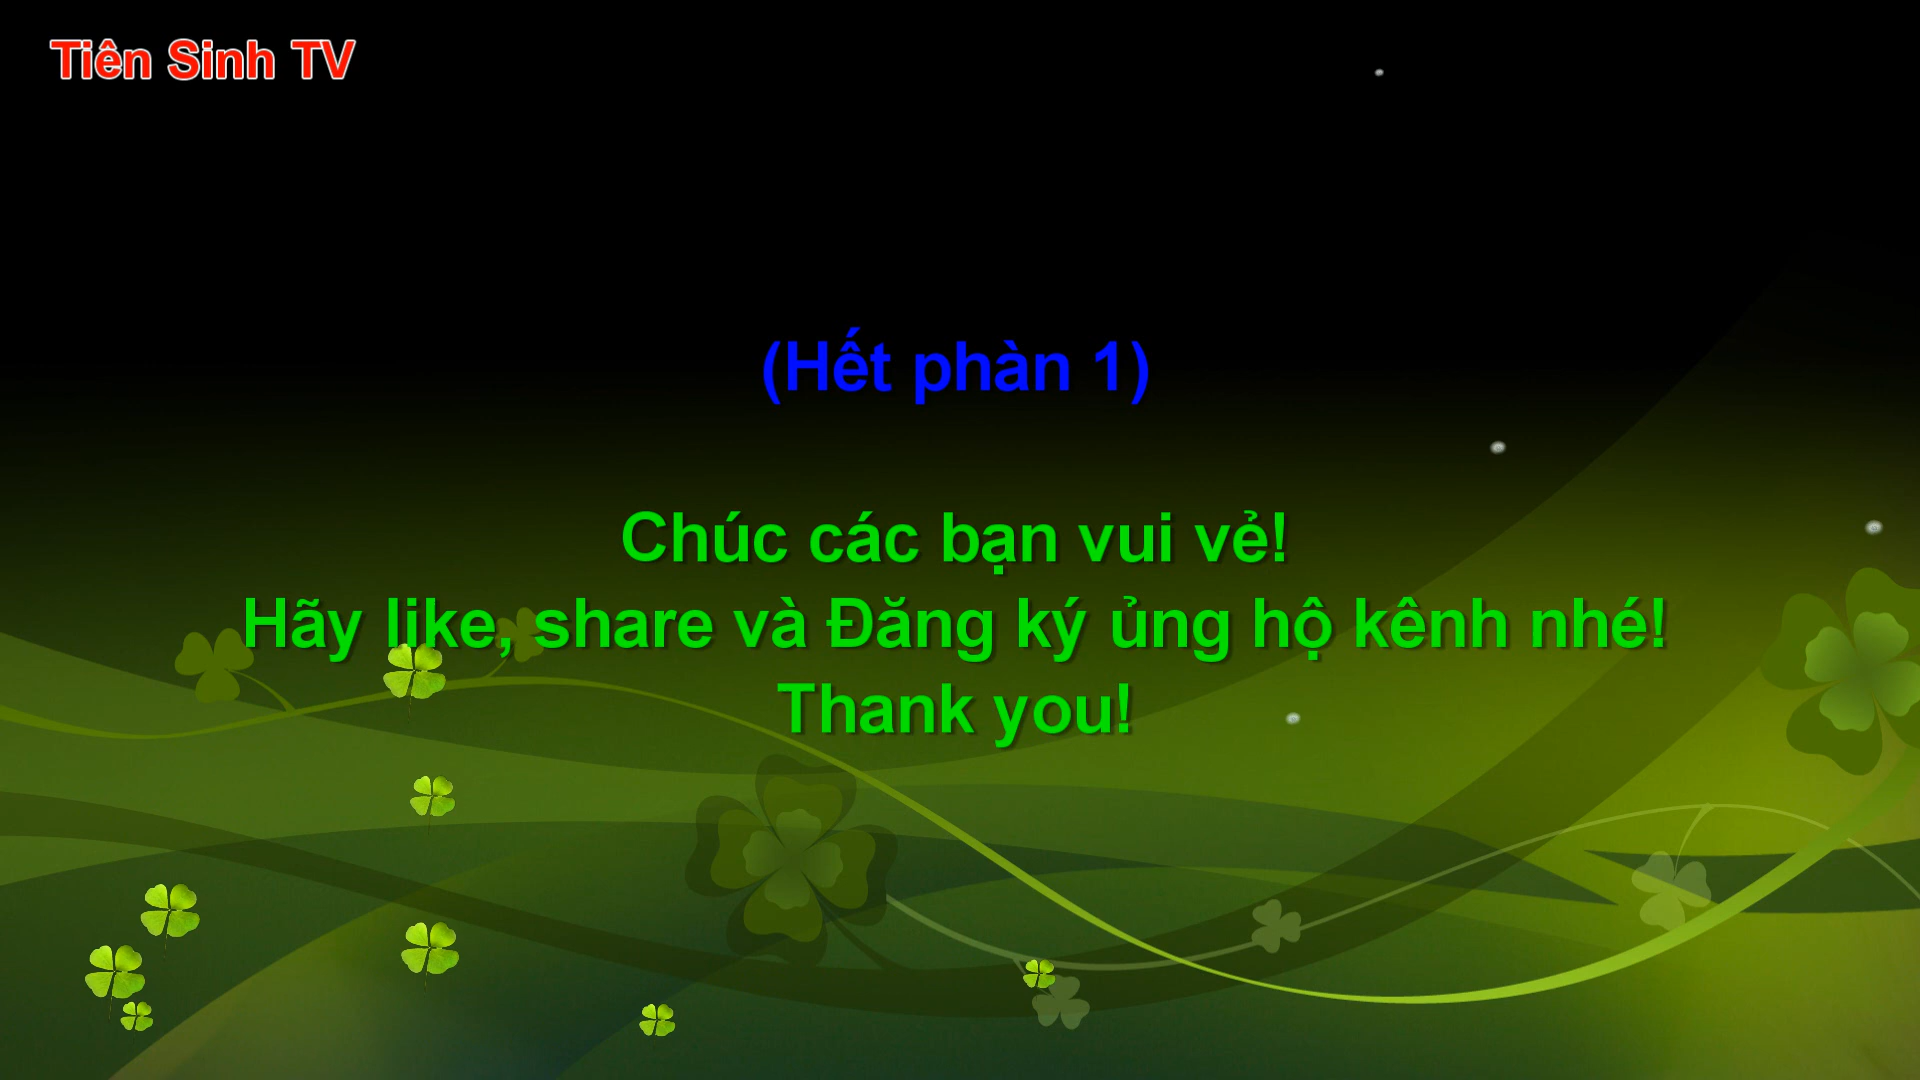 Tiên Sinh TV
(Hết phàn 1)
Chúc các bạn vui vẻ!
Hãy like, share và Đăng ký ủng hộ kênh nhé!
Thank you!